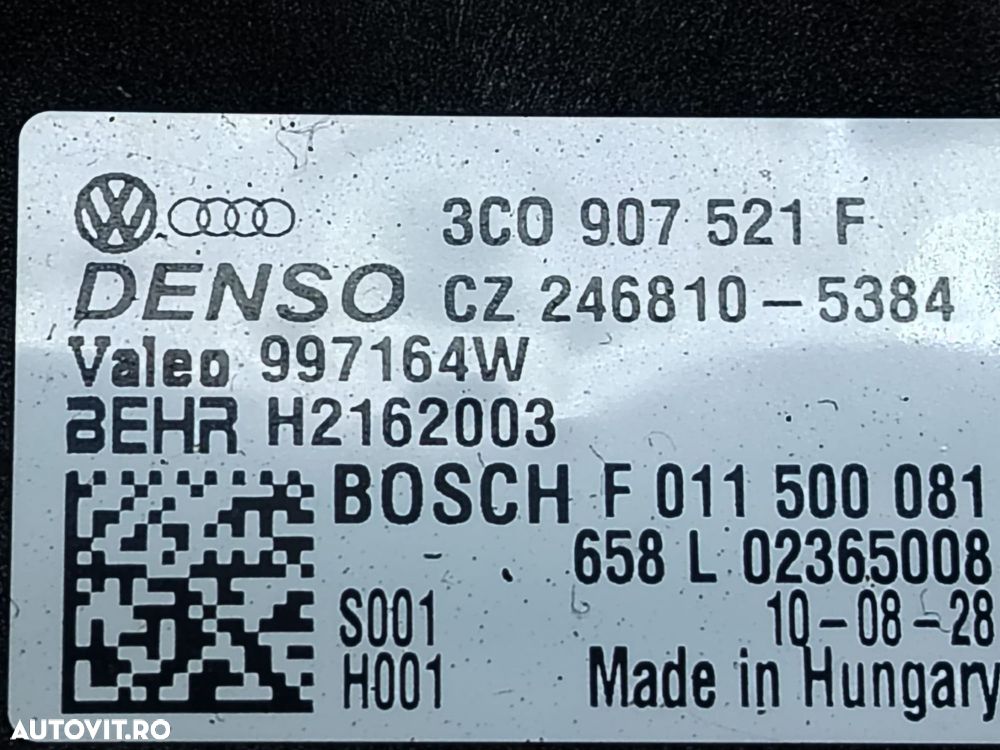 VW 3C0 907 521 F
DENSO CZ 246810-5384
Valeo 997164W
BEHR H2162003
BOSCH F 011 500 081
658 L 02365008
S001 10-08-28
H001 Made in Hungary
AUTOVIT.RO